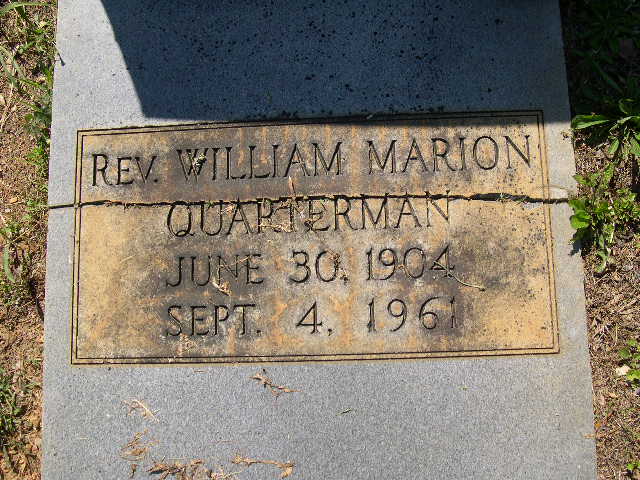 REV. WILLIAM MARION
QUARTERMAN
JUNE 30, 1904
SEPT. 4, 1961